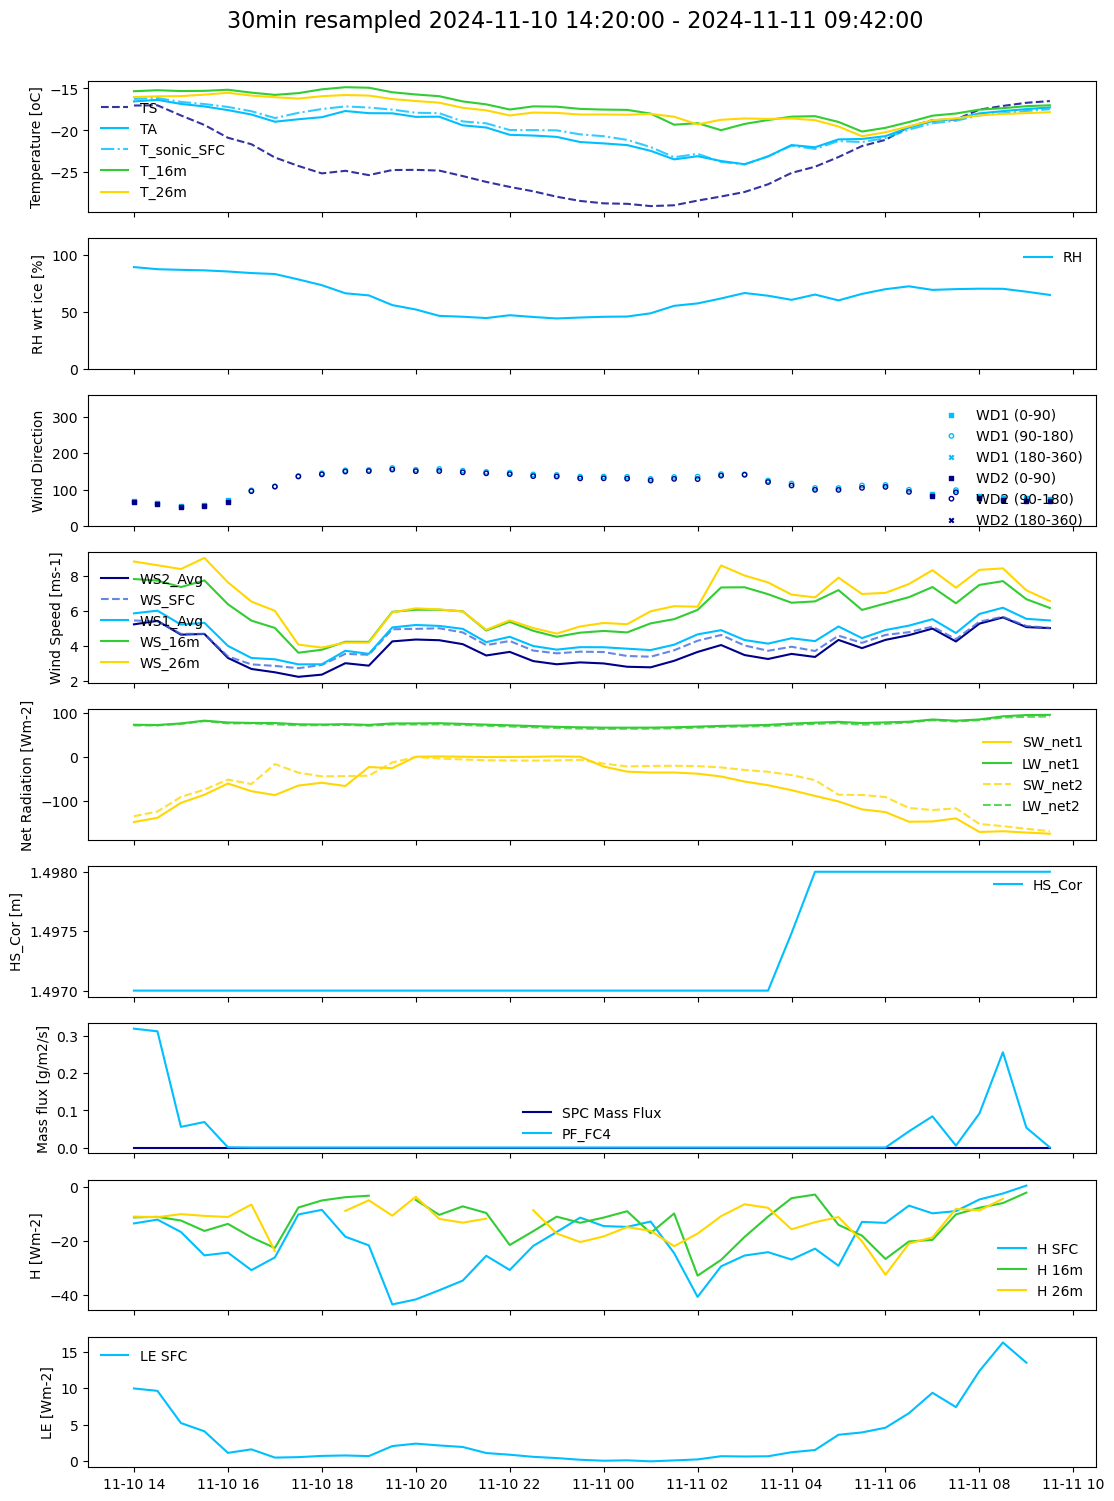 30min resampled 2024-11-10 14:20:00 - 2024-11-11 09:42:00
Temperature [oC]
−15
−20
−25
TS
TA
T_sonic_SFC
T_16m
T_26m
RH wrt ice [%]
100
50
0
RH
Wind Direction
300
200
100
0
WD1 (0-90)
WD1 (90-180)
WD1 (180-360)
WD2 (0-90)
WD2 (90-180)
WD2 (180-360)
Wind Speed [ms-1]
8
6
4
2
WS2_Avg
WS_SFC
WS1_Avg
WS_16m
WS_26m
Net Radiation [Wm-2]
100
0
−100
SW_net1
LW_net1
SW_net2
LW_net2
HS_Cor [m]
1.4980
1.4975
1.4970
HS_Cor
Mass flux [g/m2/s]
0.3
0.2
0.1
0.0
SPC Mass Flux
PF_FC4
H [Wm-2]
0
−20
−40
H SFC
H 16m
H 26m
LE [Wm-2]
15
10
5
0
LE SFC
11-10 14 11-10 16 11-10 18 11-10 20 11-10 22 11-11 00 11-11 02 11-11 04 11-11 06 11-11 08 11-11 10